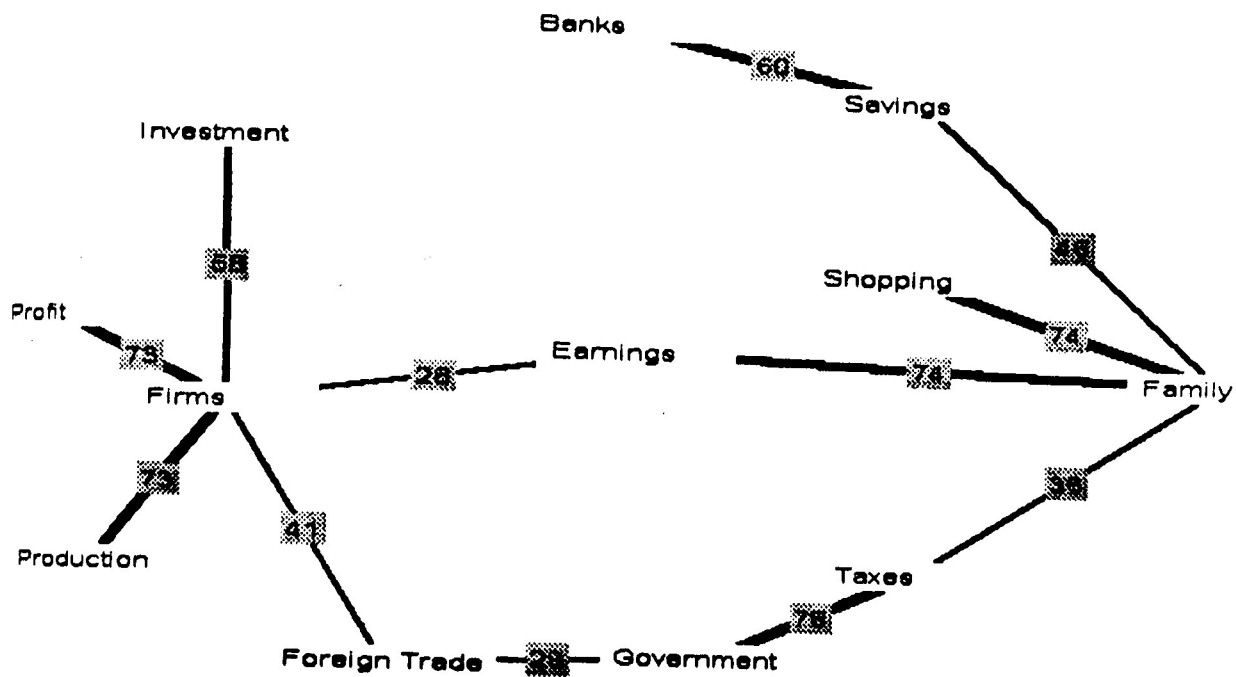 Banks
60
Savings
Investment
Shopping
Profit
73
74
Earnings
28
74
Family
Firms
73
41
Production
Taxes
Foreign Trade
Government